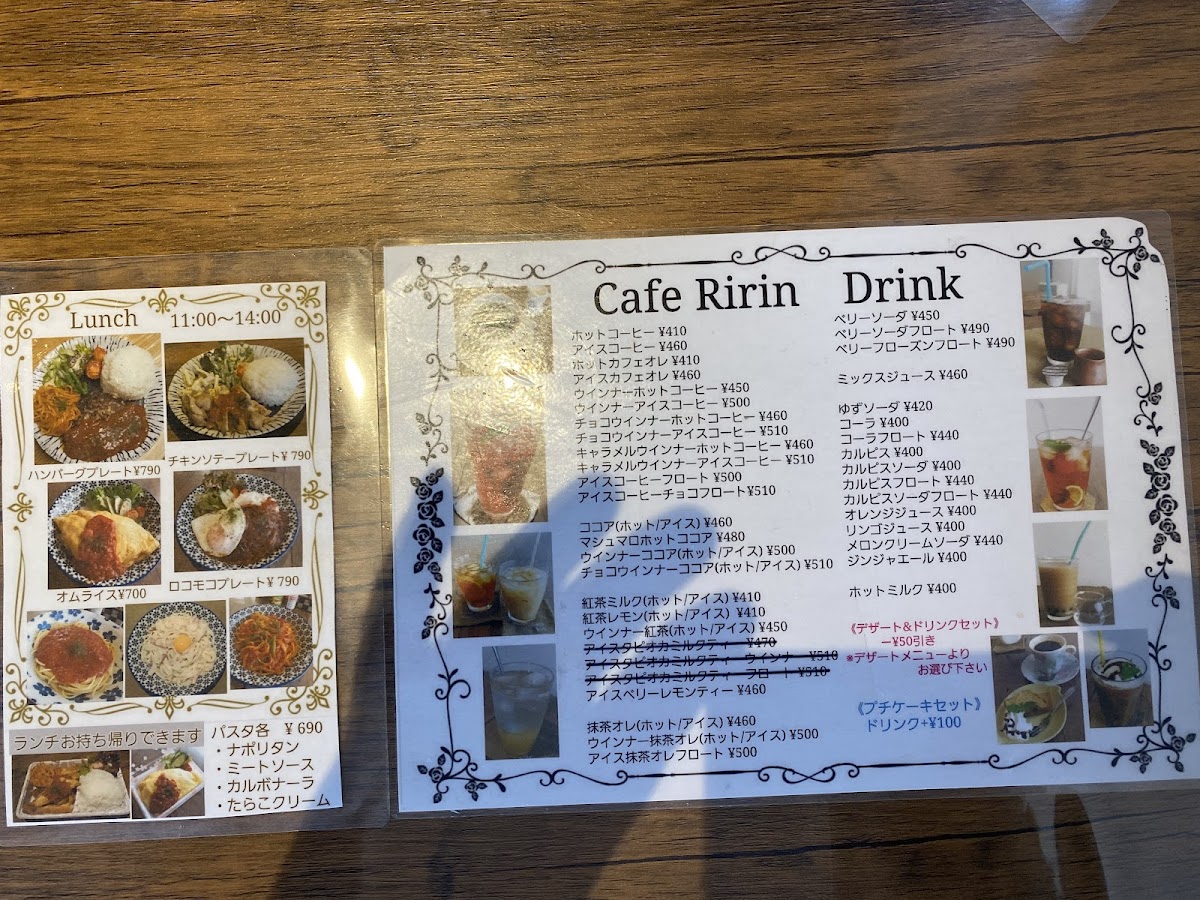 Lunch 11:00〜14:00
ハンバーグプレート¥790
チキンソテープレート¥790
オムライス¥700
ロコモコプレート¥790
ランチお持ち帰りできます
パスタ各 ¥690
・ナポリタン
・ミートソース
・カルボナーラ
・たらこクリーム
Cafe Ririn Drink
ホットコーヒー ¥410
アイスコーヒー ¥460
ホットカフェオレ ¥410
アイスカフェオレ ¥460
ウインナーホットコーヒー ¥450
ウインナーアイスコーヒー ¥500
チョコウインナーホットコーヒー ¥460
チョコウインナーアイスコーヒー ¥510
キャラメルウインナーホットコーヒー ¥460
キャラメルウインナーアイスコーヒー ¥510
アイスコーヒーフロート ¥500
アイスコーヒーチョコフロート¥510
ココア(ホット/アイス) ¥460
マシュマロホットココア ¥480
ウインナーココア(ホット/アイス) ¥500
チョコウインナーココア(ホット/アイス) ¥510
紅茶ミルク(ホット/アイス) ¥410
紅茶レモン(ホット/アイス) ¥410
ウインナー紅茶(ホット/アイス) ¥450
アイスタピオカミルクティ ¥470
アイスタピオカミルクティ ウインナー ¥510
アイスタピオカミルクティ フロート ¥510
アイスベリーレモンティー ¥460
抹茶オレ(ホット/アイス) ¥460
ウインナー抹茶オレ(ホット/アイス) ¥500
アイス抹茶オレフロート ¥500
ベリーソーダ ¥450
ベリーソーダフロート ¥490
ベリーフローズンフロート ¥490
ミックスジュース ¥460
ゆずソーダ ¥420
コーラ ¥400
コーラフロート ¥440
カルピス ¥400
カルピスソーダ ¥400
カルピスフロート ¥440
カルピスソーダフロート ¥440
オレンジジュース ¥400
リンゴジュース ¥400
メロンクリームソーダ ¥440
ジンジャエール ¥400
ホットミルク ¥400
《デザート&ドリンクセット》
ー¥50引き
※デザートメニューより
お選び下さい
《プチケーキセット》
ドリンク+¥100